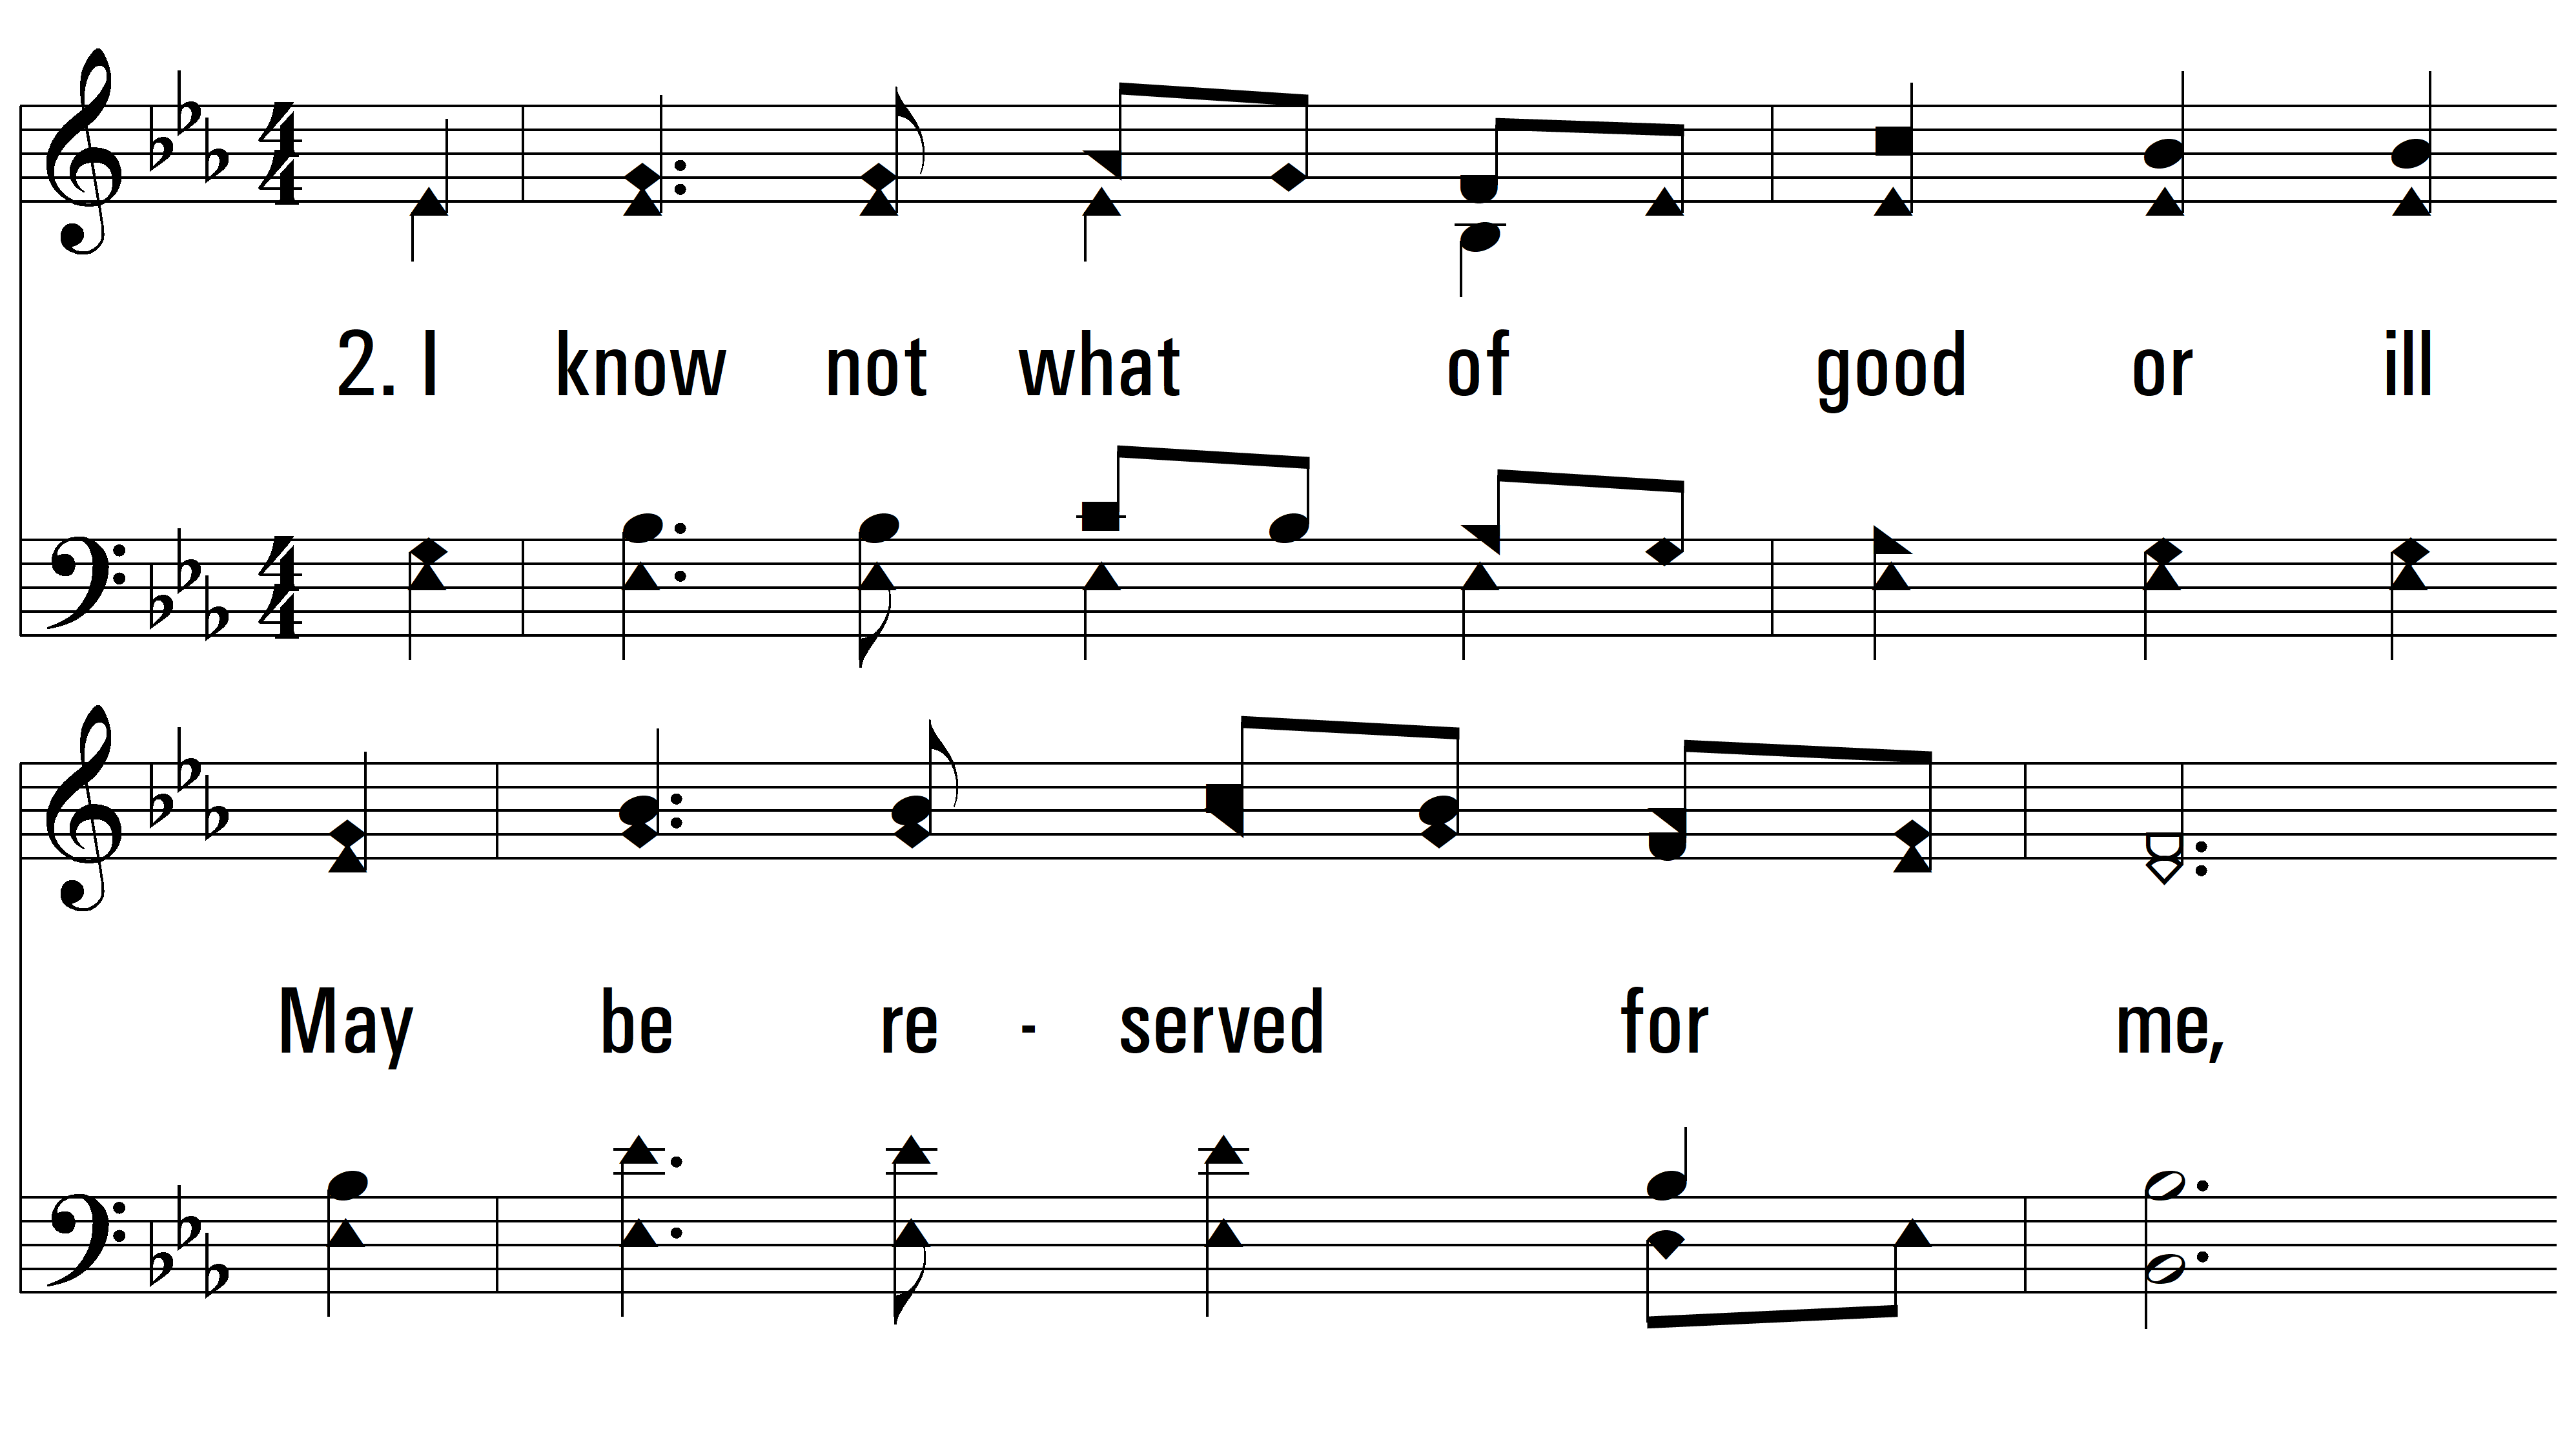 2. I know not what of good or ill
May be re - served for me,